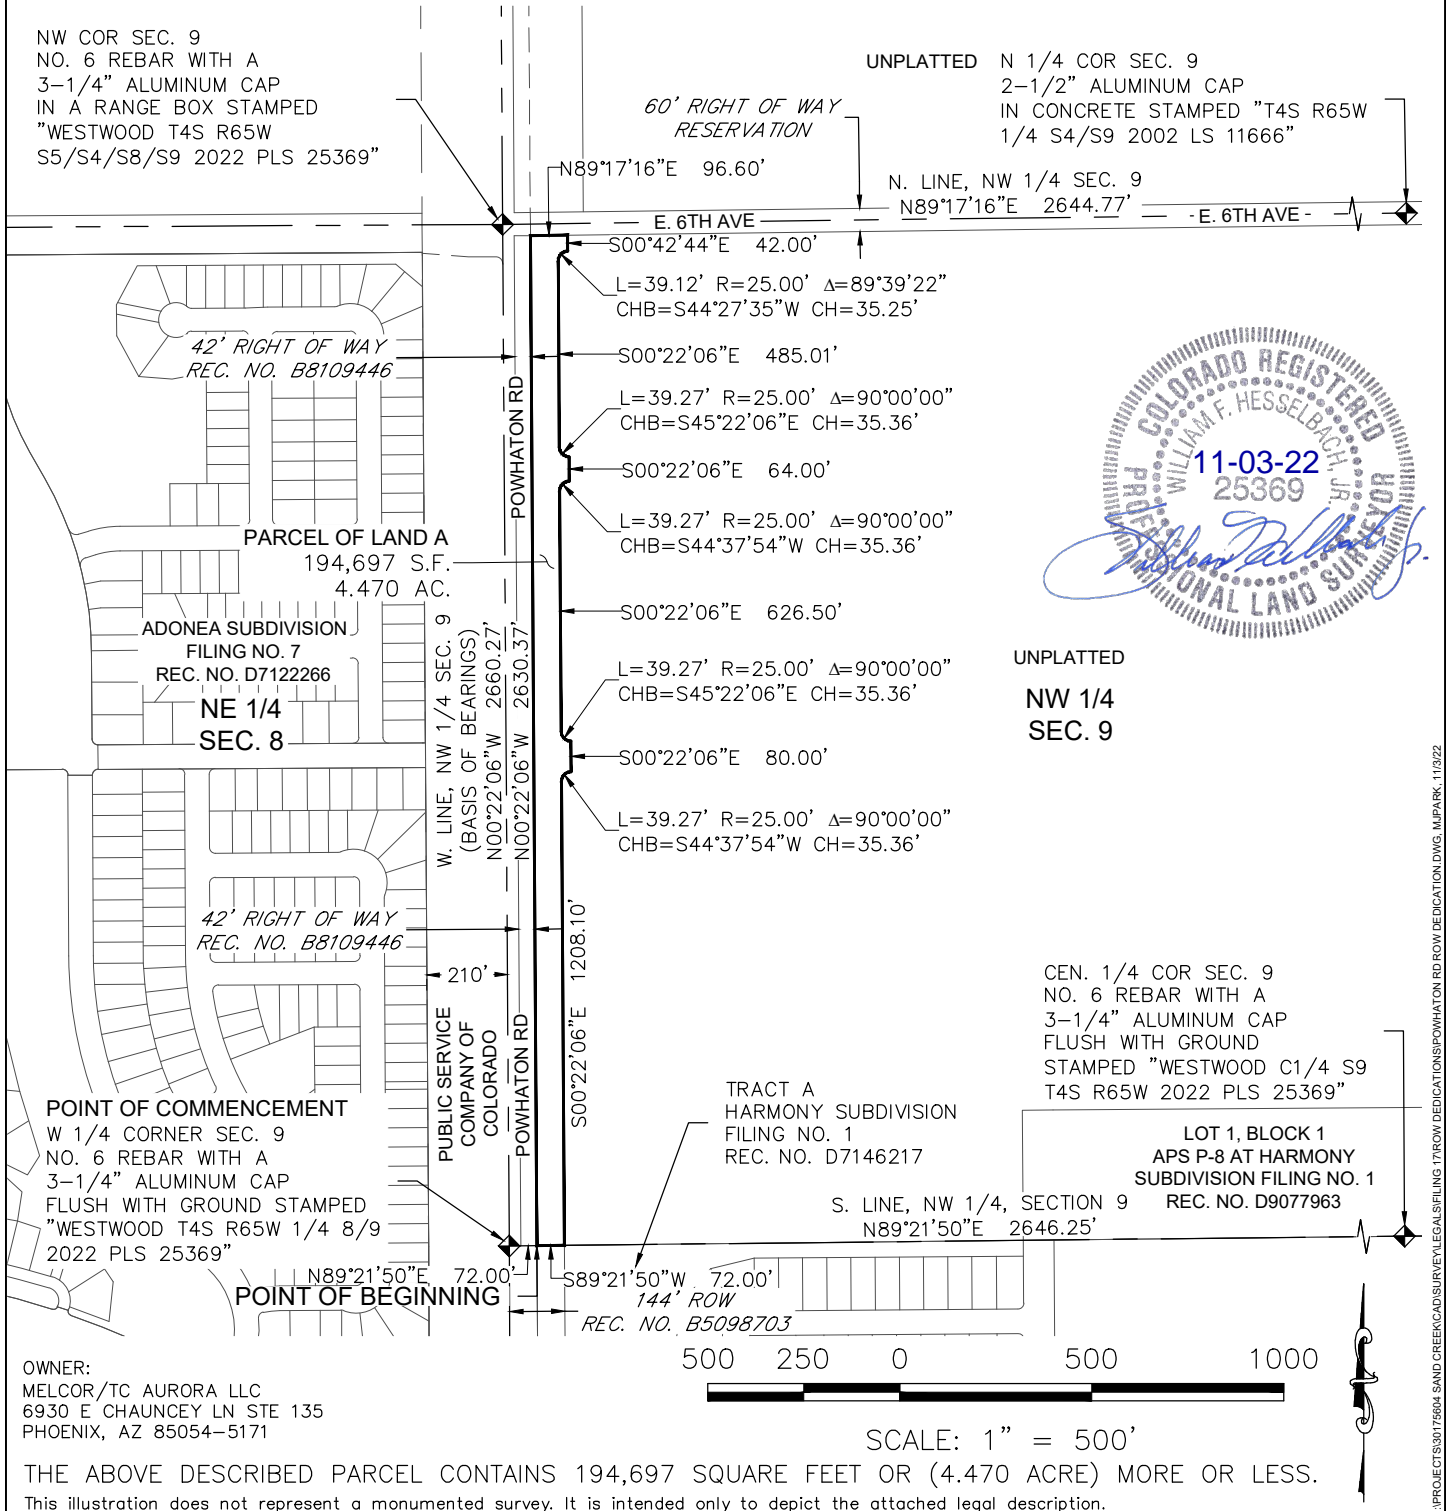 NW COR SEC. 9
NO. 6 REBAR WITH A
3-1/4" ALUMINUM CAP
IN A RANGE BOX STAMPED
"WESTWOOD T4S R65W
S5/S4/S8/S9 2022 PLS 25369"
UNPLATTED
N 1/4 COR SEC. 9
2-1/2" ALUMINUM CAP
IN CONCRETE STAMPED "T4S R65W
1/4 S4/S9 2002 LS 11666"
60' RIGHT OF WAY
RESERVATION
N89°17'16"E 96.60'
N. LINE, NW 1/4 SEC. 9
N89°17'16"E 2644.77'
E. 6TH AVE
E. 6TH AVE
S00°42'44"E 42.00'
L=39.12' R=25.00' Δ=89°39'22"
CHB=S44°27'35"W CH=35.25'
42' RIGHT OF WAY
REC. NO. B8109446
S00°22'06"E 485.01'
L=39.27' R=25.00' Δ=90°00'00"
CHB=S45°22'06"E CH=35.36'
POWHATON RD
S00°22'06"E 64.00'
L=39.27' R=25.00' Δ=90°00'00"
CHB=S44°37'54"W CH=35.36'
COLORADO REGISTERED
WILLIAM F. HESSELBACH, JR
11-03-22
25369
PROFESSIONAL LAND SURVEYOR
PARCEL OF LAND A
194,697 S.F.
4.470 AC.
S00°22'06"E 626.50'
ADONEA SUBDIVISION
FILING NO. 7
REC. NO. D7122266
NE 1/4
SEC. 8
W. LINE, NW 1/4 SEC. 9
(BASIS OF BEARINGS)
N00°22'06"W 2660.27'
N00°22'06"W 2630.37'
L=39.27' R=25.00' Δ=90°00'00"
CHB=S45°22'06"E CH=35.36'
UNPLATTED
NW 1/4
SEC. 9
S00°22'06"E 80.00'
L=39.27' R=25.00' Δ=90°00'00"
CHB=S44°37'54"W CH=35.36'
42' RIGHT OF WAY
REC. NO. B8109446
S00°22'06"E 1208.10'
210'
PUBLIC SERVICE
COMPANY OF
COLORADO
POWHATON RD
CEN. 1/4 COR SEC. 9
NO. 6 REBAR WITH A
3-1/4" ALUMINUM CAP
FLUSH WITH GROUND
STAMPED "WESTWOOD C1/4 S9
T4S R65W 2022 PLS 25369"
TRACT A
HARMONY SUBDIVISION
FILING NO. 1
REC. NO. D7146217
LOT 1, BLOCK 1
APS P-8 AT HARMONY
SUBDIVISION FILING NO. 1
REC. NO. D9077963
POINT OF COMMENCEMENT
W 1/4 CORNER SEC. 9
NO. 6 REBAR WITH A
3-1/4" ALUMINUM CAP
FLUSH WITH GROUND STAMPED
"WESTWOOD T4S R65W 1/4 8/9
2022 PLS 25369"
S. LINE, NW 1/4, SECTION 9
N89°21'50"E 2646.25'
N89°21'50"E 72.00'
POINT OF BEGINNING
S89°21'50"W 72.00'
144' ROW
REC. NO. B5098703
OWNER:
MELCOR/TC AURORA LLC
6930 E CHAUNCEY LN STE 135
PHOENIX, AZ 85054-5171
500 250 0 500 1000
SCALE: 1" = 500'
THE ABOVE DESCRIBED PARCEL CONTAINS 194,697 SQUARE FEET OR (4.470 ACRE) MORE OR LESS.
This illustration does not represent a monumented survey. It is intended only to depict the attached legal description.
\PROJECTS\30175604 SAND CREEK\CAD\SURVEY\LEGALS\FILING 17\ROW DEDICATIONS\POWHATON RD ROW DEDICATION.DWG, MJPARK, 11/3/22